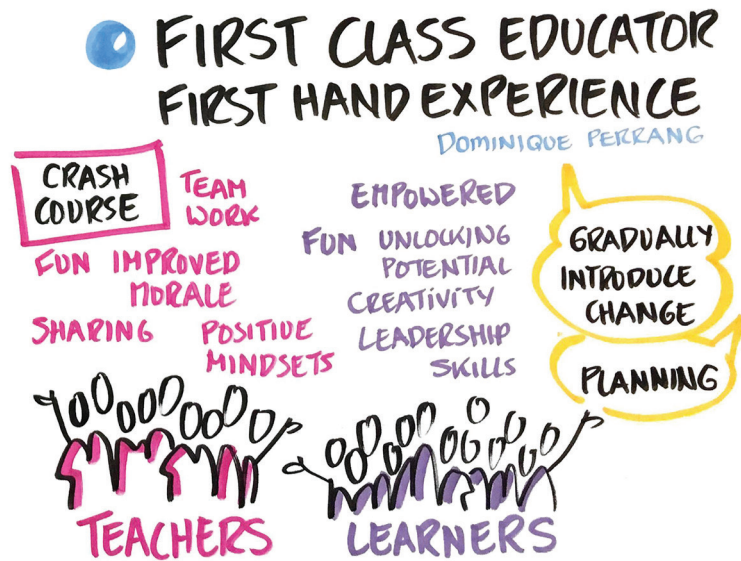 FIRST CLASS EDUCATOR
FIRST HAND EXPERIENCE
DOMINIQUE PERRANG
CRASH
COURSE
TEAM
WORK
FUN IMPROVED
MORALE
SHARING
POSITIVE
MINDSETS
TEACHERS
EMPOWERED
FUN UNLOCKING
POTENTIAL
CREATIVITY
LEADERSHIP
SKILLS
LEARNERS
GRADUALLY
INTRODUCE
CHANGE
PLANNING